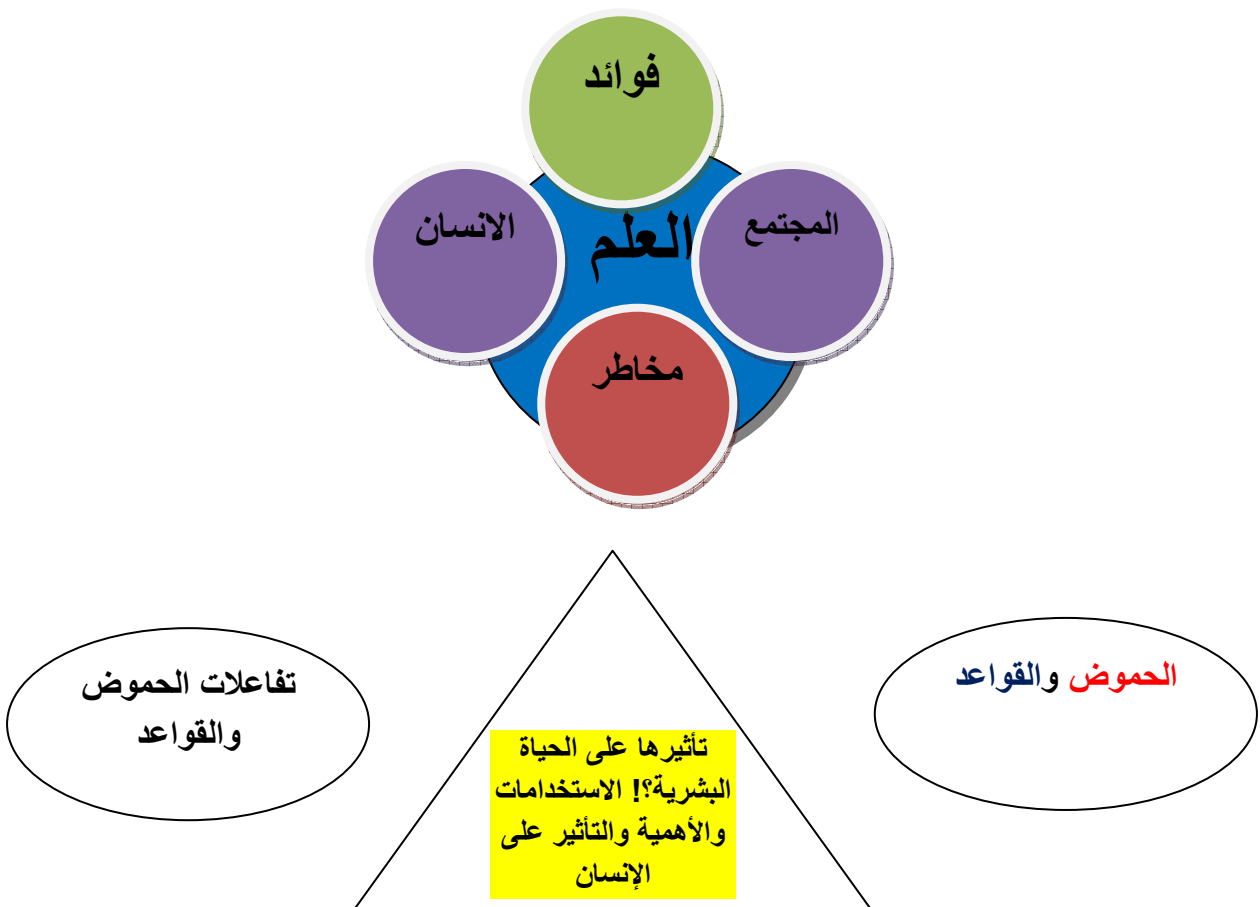 فوائد
المجتمع
العلم
الانسان
مخاطر
الحموض والقواعد
تفاعلات الحموض
والقواعد
تأثيرها على الحياة
البشرية؟! الاستخدامات
والأهمية والتأثير على
الإنسان